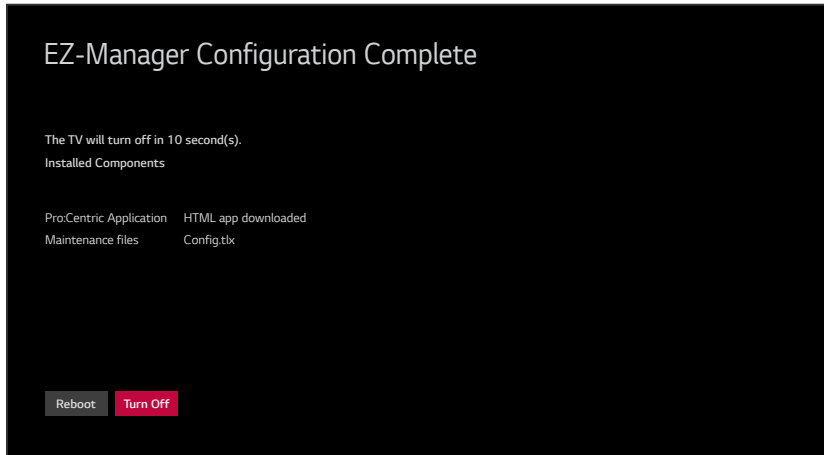 EZ-Manager Configuration Complete
The TV will turn off in 10 second(s).
Installed Components
Pro:Centric Application HTML app downloaded
Maintenance files Config.tlx
Reboot Turn Off